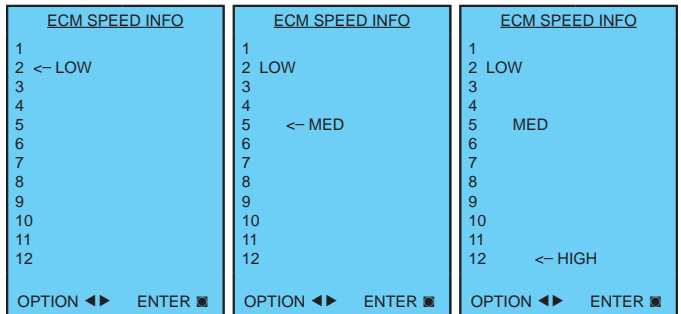 ECM SPEED INFO
1
2 <– LOW
3
4
5
6
7
8
9
10
11
12
OPTION ◀▶ ENTER ◙
ECM SPEED INFO
1
2 LOW
3
4
5 <– MED
6
7
8
9
10
11
12
OPTION ◀▶ ENTER ◙
ECM SPEED INFO
1
2 LOW
3
4
5 MED
6
7
8
9
10
11
12 <– HIGH
OPTION ◀▶ ENTER ◙